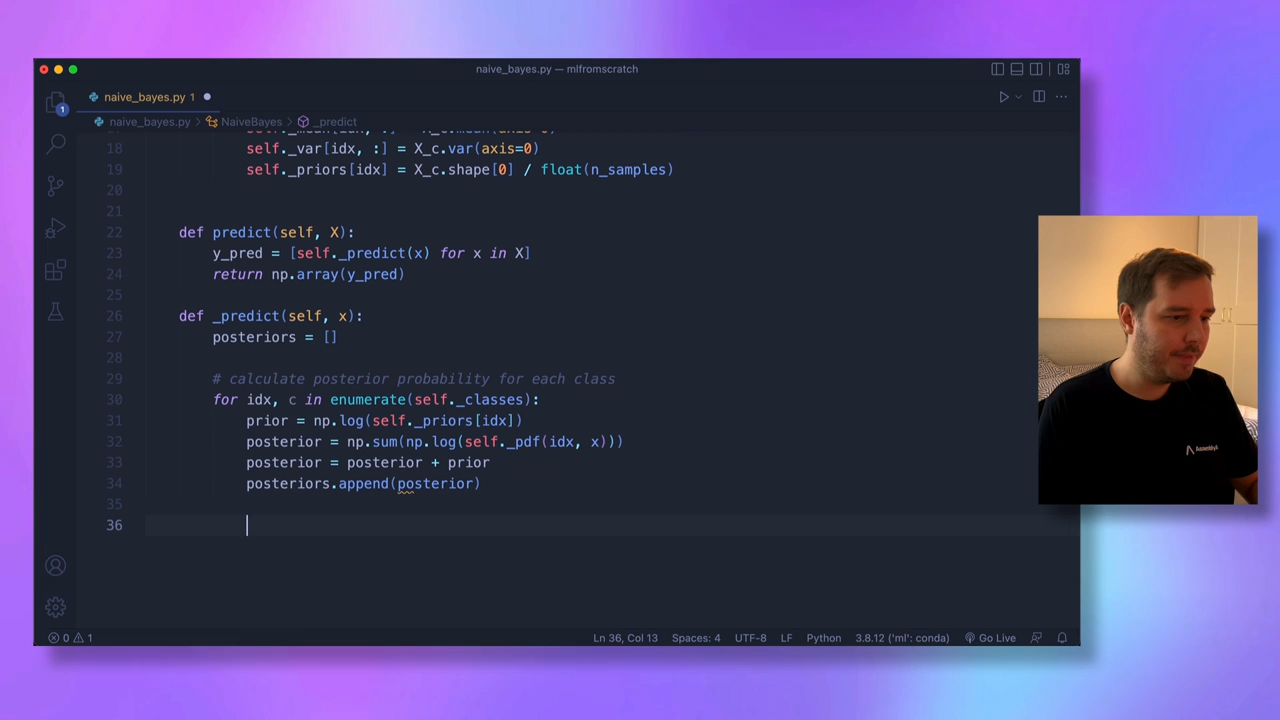 naive_bayes.py — mlfromscratch
naive_bayes.py 1
naive_bayes.py > NaiveBayes > _predict
1
18 self._var[idx, :] = X_c.var(axis=0)
19 self._priors[idx] = X_c.shape[0] / float(n_samples)
20
21
22 def predict(self, X):
23 y_pred = [self._predict(x) for x in X]
24 return np.array(y_pred)
25
26 def _predict(self, x):
27 posteriors = []
28
29 # calculate posterior probability for each class
30 for idx, c in enumerate(self._classes):
31 prior = np.log(self._priors[idx])
32 posterior = np.sum(np.log(self._pdf(idx, x)))
33 posterior = posterior + prior
34 posteriors.append(posterior)
35
36
AssemblyAI
0 1 Ln 36, Col 13 Spaces: 4 UTF-8 LF Python 3.8.12 ('ml': conda) Go Live